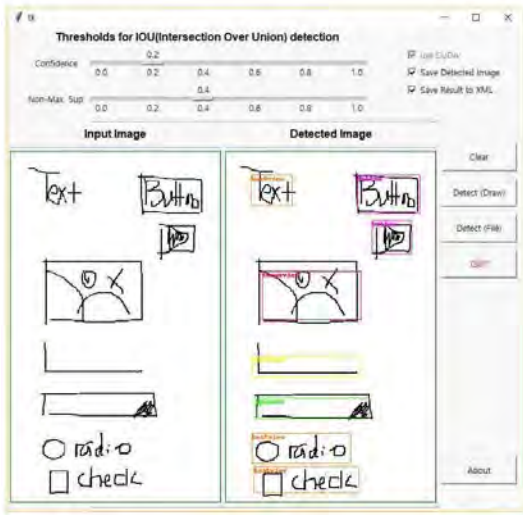 tk
Thresholds for IOU(Intersection Over Union) detection
0.2
Confidence
0.0 0.2 0.4 0.6 0.8 1.0
0.4
Non-Max. Sup
0.0 0.2 0.4 0.6 0.8 1.0
Save Detected Image
Save Result to XML
Input Image
Detected Image
Text
Button
radio
check
Text
Button
radio
check
Clear
Detect (Draw)
Detect (File)
QUIT
About